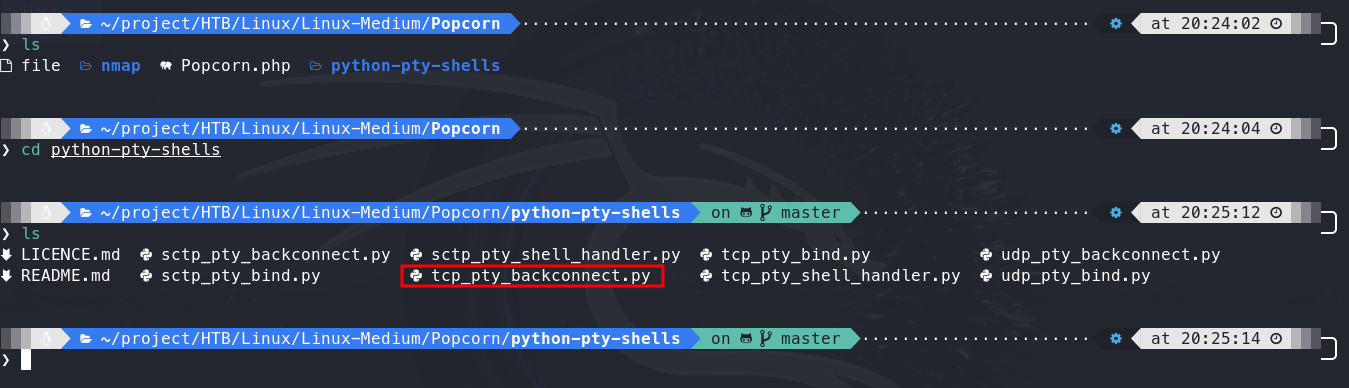 ~/project/HTB/Linux/Linux-Medium/Popcorn at 20:24:02
❯ ls
file nmap Popcorn.php python-pty-shells
~/project/HTB/Linux/Linux-Medium/Popcorn at 20:24:04
❯ cd python-pty-shells
~/project/HTB/Linux/Linux-Medium/Popcorn/python-pty-shells on master at 20:25:12
❯ ls
LICENCE.md sctp_pty_backconnect.py sctp_pty_shell_handler.py tcp_pty_bind.py udp_pty_backconnect.py
README.md sctp_pty_bind.py tcp_pty_backconnect.py tcp_pty_shell_handler.py udp_pty_bind.py
~/project/HTB/Linux/Linux-Medium/Popcorn/python-pty-shells on master at 20:25:14
❯